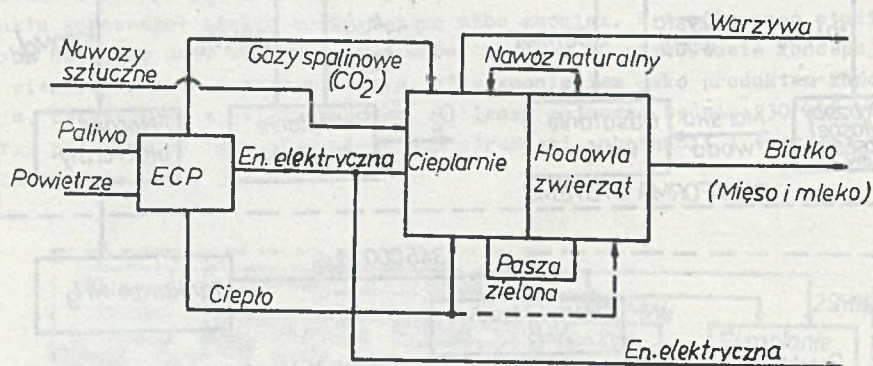 Warzywa
Nawozy
sztuczne
Gazy spalinowe
(CO2)
Nawóz naturalny
Paliwo
Powietrze
ECP
En. elektryczna
Cieplarnie
Hodowla
zwierząt
Białko
(Mięso i mleko)
Pasza
zielona
Ciepło
En. elektryczna